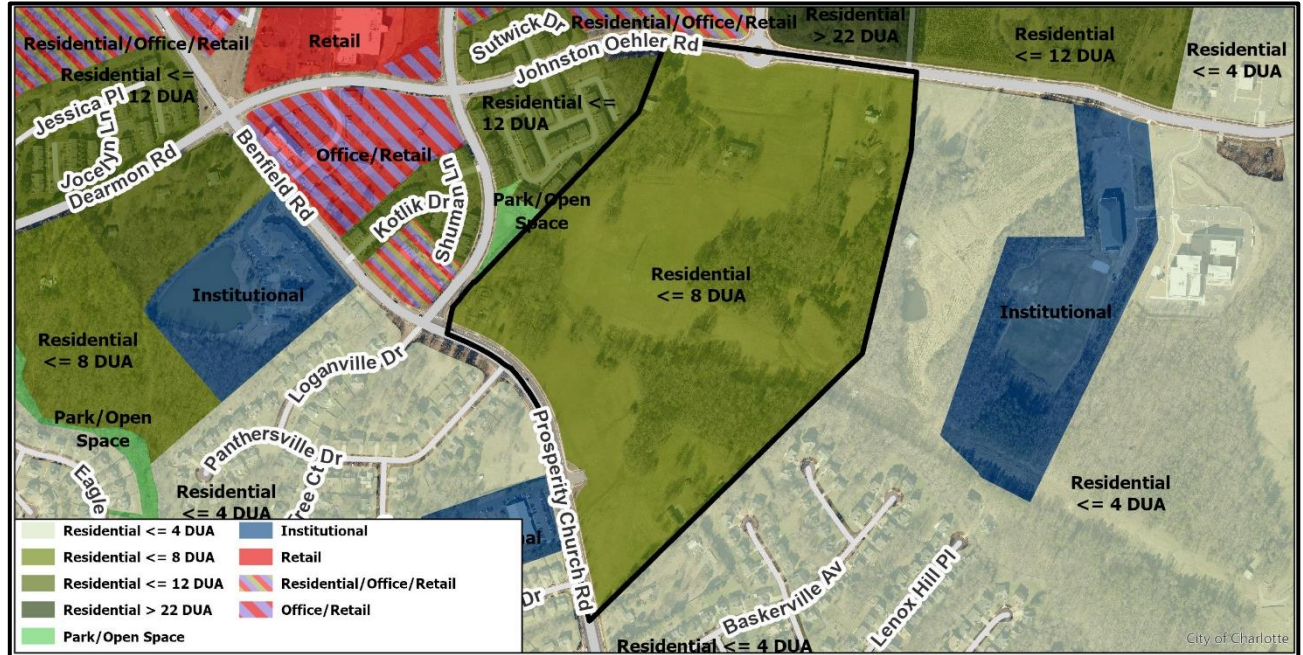 Residential/Office/Retail
Retail
Sutwick Dr
Residential/Office/Retail
Residential
> 22 DUA
Residential
<= 12 DUA
Residential
<= 4 DUA
Johnston Oehler Rd
Residential <=
12 DUA
Jessica Pl
Jocelyn Ln
Dearmon Rd
Benfield Rd
Office/Retail
Residential <=
12 DUA
Kotlik Dr
Shuman Ln
Park/Open
Space
Institutional
Residential
<= 8 DUA
Institutional
Residential
<= 8 DUA
Loganville Dr
Park/Open
Space
Panthersville Dr
Prosperity Church Rd
Eagle
ree Ct
Residential
<= 4 DUA
Residential
<= 4 DUA
al
Dr
Baskerville Av
Lenox Hill Pl
Residential <= 4 DUA
Residential <= 4 DUA
Institutional
Residential <= 8 DUA
Retail
Residential <= 12 DUA
Residential/Office/Retail
Residential > 22 DUA
Office/Retail
Park/Open Space
City of Charlotte